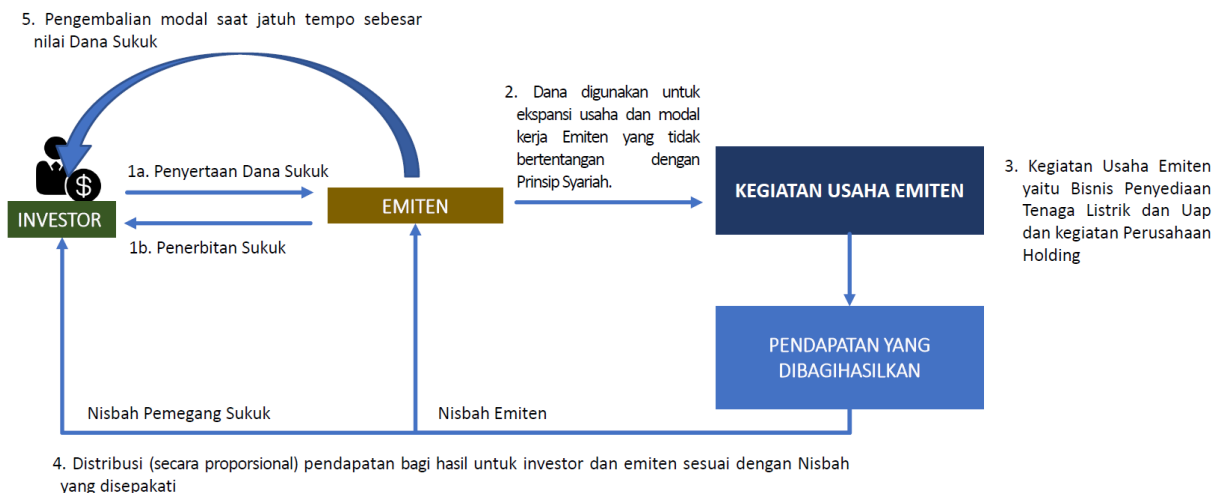 5. Pengembalian modal saat jatuh tempo sebesar
nilai Dana Sukuk
2. Dana digunakan untuk
ekspansi usaha dan modal
kerja Emiten yang tidak
bertentangan dengan
Prinsip Syariah.
1a. Penyertaan Dana Sukuk
INVESTOR
EMITEN
1b. Penerbitan Sukuk
KEGIATAN USAHA EMITEN
3. Kegiatan Usaha Emiten
yaitu Bisnis Penyediaan
Tenaga Listrik dan Uap
dan kegiatan Perusahaan
Holding
PENDAPATAN YANG
DIBAGIHASILKAN
Nisbah Pemegang Sukuk
Nisbah Emiten
4. Distribusi (secara proporsional) pendapatan bagi hasil untuk investor dan emiten sesuai dengan Nisbah
yang disepakati